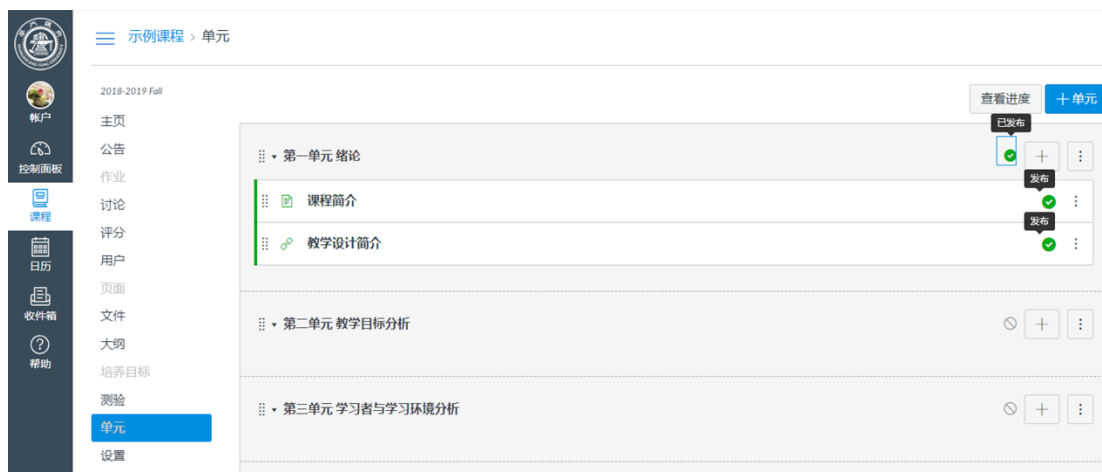 示例课程 › 单元
帐户
控制面板
课程
日历
收件箱
帮助
2018-2019 Fall
主页
公告
作业
讨论
评分
用户
页面
文件
大纲
培养目标
测验
单元
设置
查看进度
+单元
已发布
第一单元 绪论
发布
课程简介
发布
教学设计简介
第二单元 教学目标分析
第三单元 学习者与学习环境分析